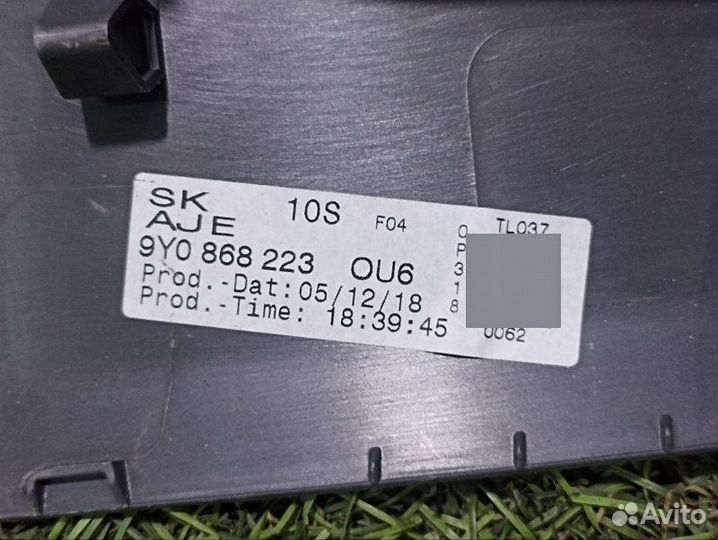 SK 10S F04 TL037
AJE
9Y0 868 223 OU6
Prod.-Dat: 05/12/18
Prod.-Time: 18:39:45
0
P
3
1
8
0062
Avito